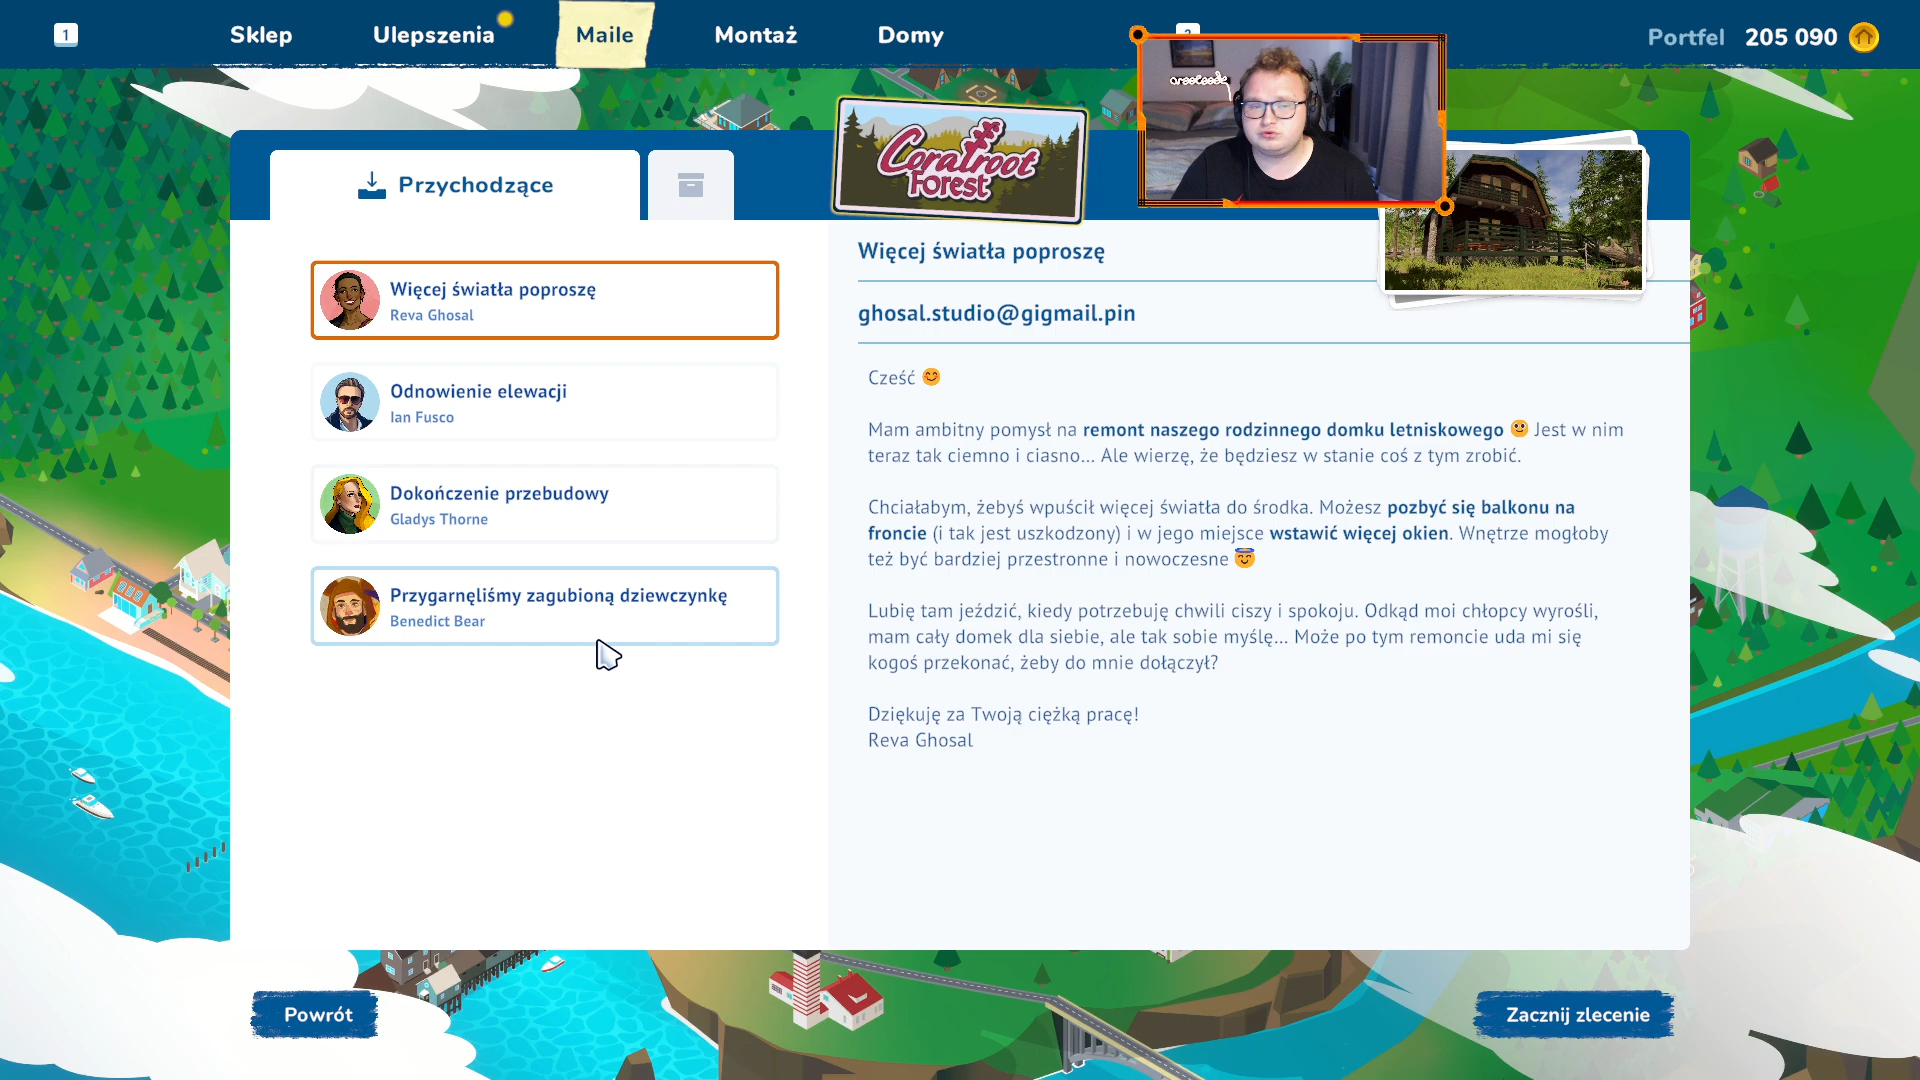 1
Sklep
Ulepszenia
Maile
Montaż
Domy
Portfel 205 090
Coralroot
Forest
Przychodzące
Więcej światła poproszę
Reva Ghosal
Odnowienie elewacji
Ian Fusco
Dokończenie przebudowy
Gladys Thorne
Przygarnęliśmy zagubioną dziewczynkę
Benedict Bear
Więcej światła poproszę
ghosal.studio@gigmail.pin
Cześć 😊
Mam ambitny pomysł na remont naszego rodzinnego domku letniskowego 🙂 Jest w nim
teraz tak ciemno i ciasno... Ale wierzę, że będziesz w stanie coś z tym zrobić.
Chciałabym, żebyś wpuścił więcej światła do środka. Możesz pozbyć się balkonu na
froncie (i tak jest uszkodzony) i w jego miejsce wstawić więcej okien. Wnętrze mogłoby
też być bardziej przestronne i nowoczesne 😇
Lubię tam jeździć, kiedy potrzebuję chwili ciszy i spokoju. Odkąd moi chłopcy wyrośli,
mam cały domek dla siebie, ale tak sobie myślę... Może po tym remoncie uda mi się
kogoś przekonać, żeby do mnie dołączył?
Dziękuję za Twoją ciężką pracę!
Reva Ghosal
Powrót
Zacznij zlecenie